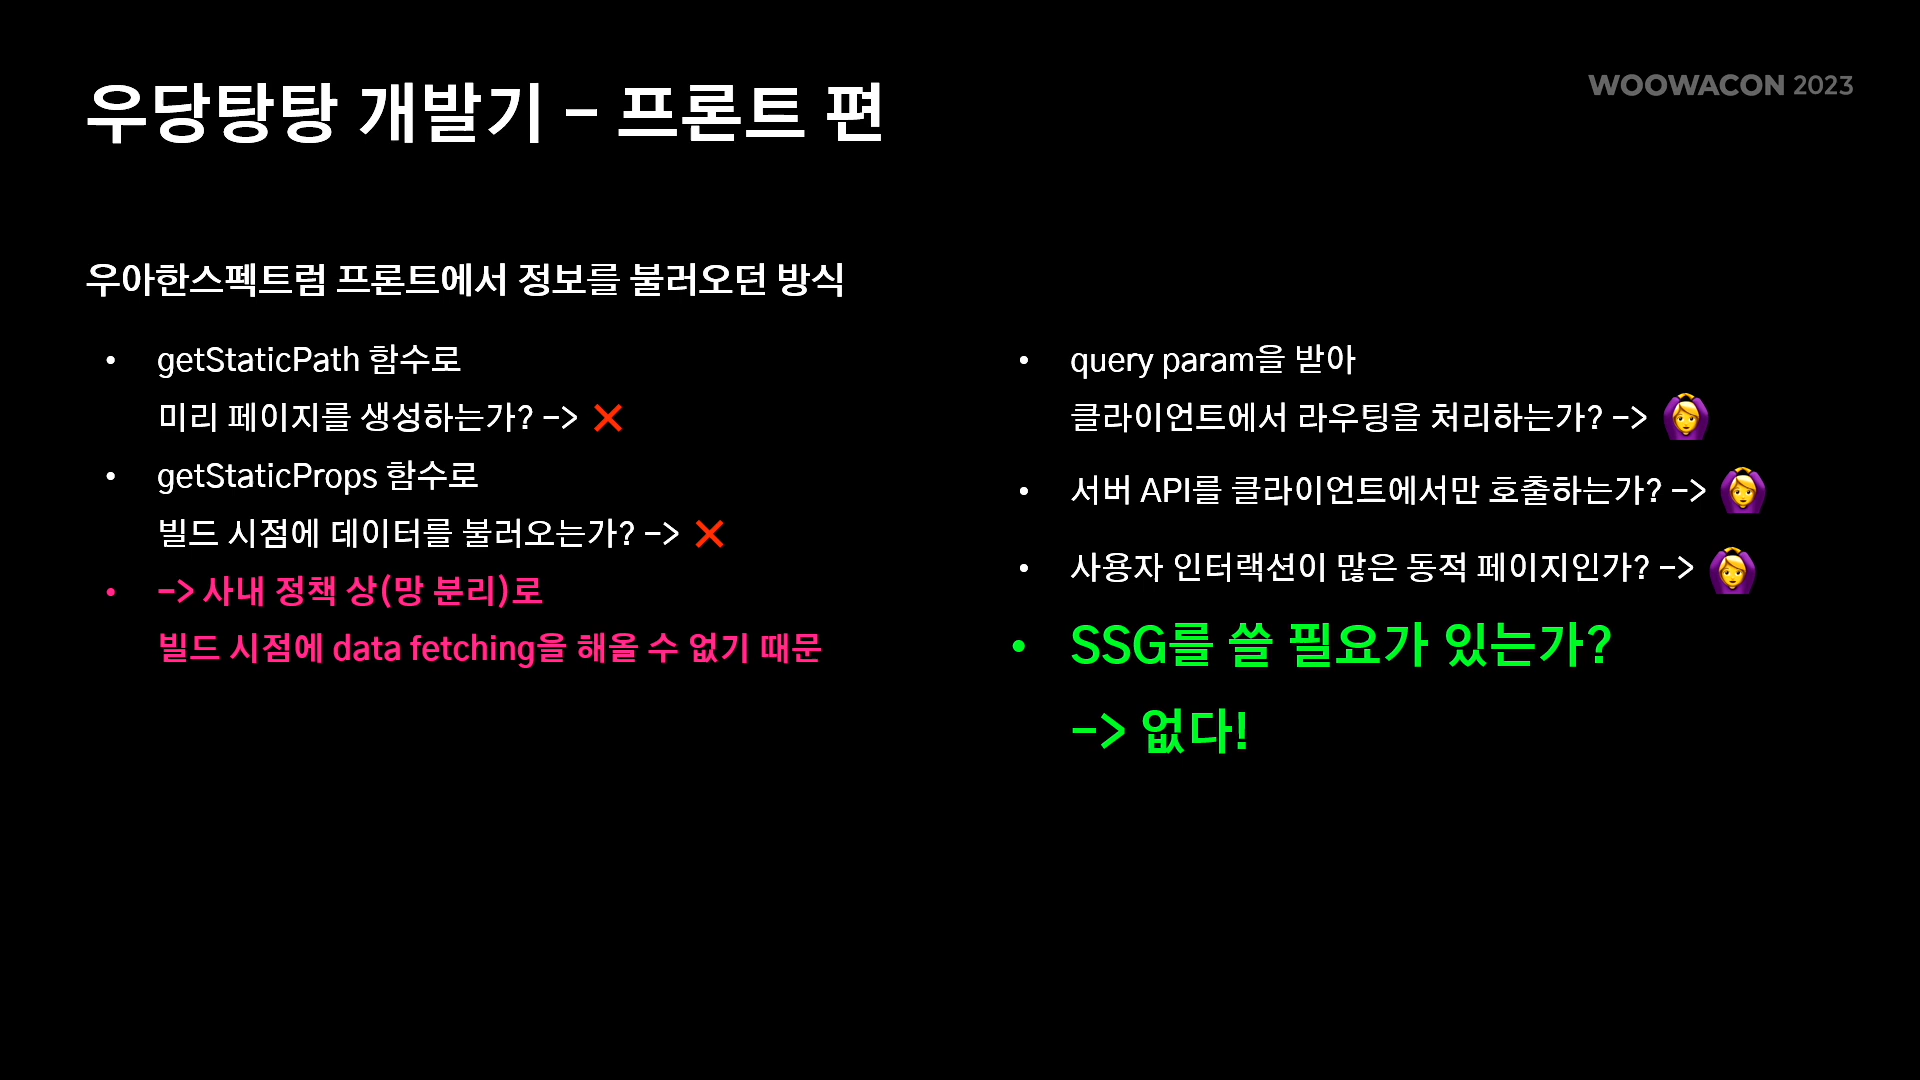 우당탕탕 개발기 - 프론트 편
WOOWACON 2023
우아한스펙트럼 프론트에서 정보를 불러오던 방식
• getStaticPath 함수로
미리 페이지를 생성하는가? -> ❌
• getStaticProps 함수로
빌드 시점에 데이터를 불러오는가? -> ❌
• -> 사내 정책 상(망 분리)로
빌드 시점에 data fetching을 해올 수 없기 때문
• query param을 받아
클라이언트에서 라우팅을 처리하는가? -> 🙆‍♀️
• 서버 API를 클라이언트에서만 호출하는가? -> 🙆‍♀️
• 사용자 인터랙션이 많은 동적 페이지인가? -> 🙆‍♀️
• SSG를 쓸 필요가 있는가?
-> 없다!